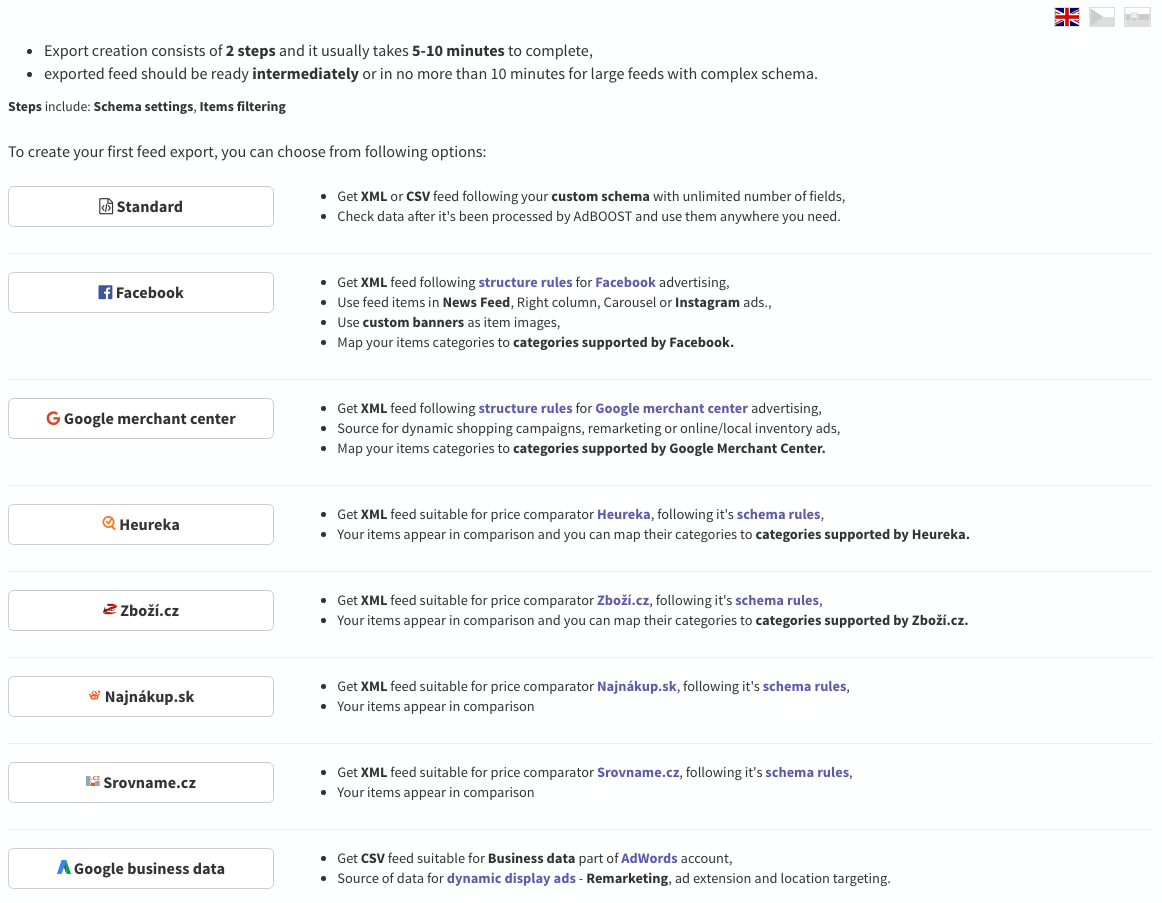 Export creation consists of 2 steps and it usually takes 5-10 minutes to complete,
exported feed should be ready intermediately or in no more than 10 minutes for large feeds with complex schema.
Steps include: Schema settings, Items filtering
To create your first feed export, you can choose from following options:
Standard
Get XML or CSV feed following your custom schema with unlimited number of fields,
Check data after it's been processed by AdBOOST and use them anywhere you need.
Facebook
Get XML feed following structure rules for Facebook advertising,
Use feed items in News Feed, Right column, Carousel or Instagram ads.,
Use custom banners as item images,
Map your items categories to categories supported by Facebook.
Google merchant center
Get XML feed following structure rules for Google merchant center advertising,
Source for dynamic shopping campaigns, remarketing or online/local inventory ads,
Map your items categories to categories supported by Google Merchant Center.
Heureka
Get XML feed suitable for price comparator Heureka, following it's schema rules,
Your items appear in comparison and you can map their categories to categories supported by Heureka.
Zboží.cz
Get XML feed suitable for price comparator Zboží.cz, following it's schema rules,
Your items appear in comparison and you can map their categories to categories supported by Zboží.cz.
Najnákup.sk
Get XML feed suitable for price comparator Najnákup.sk, following it's schema rules,
Your items appear in comparison
Srovname.cz
Get XML feed suitable for price comparator Srovname.cz, following it's schema rules,
Your items appear in comparison
Google business data
Get CSV feed suitable for Business data part of AdWords account,
Source of data for dynamic display ads - Remarketing, ad extension and location targeting.